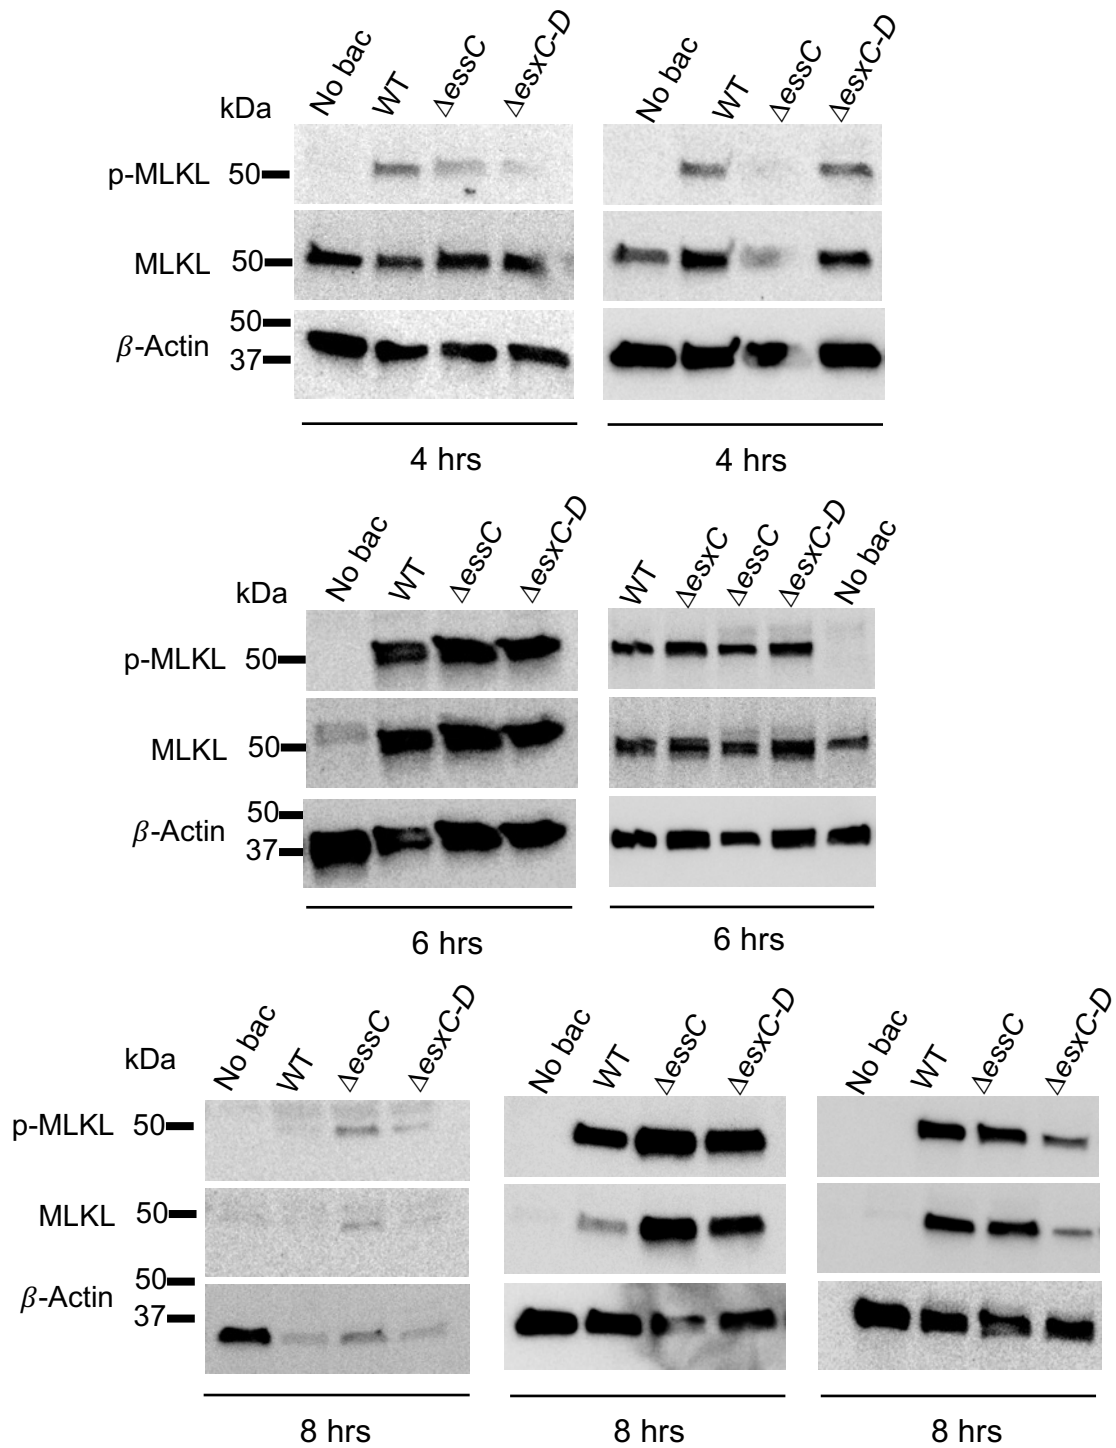 No bac WT ΔessC ΔesxC-D No bac WT ΔessC ΔesxC-D
kDa
p-MLKL 50
MLKL 50
50
β-Actin
37
4 hrs 4 hrs
No bac WT ΔessC ΔesxC-D WT ΔesxC ΔessC ΔesxC-D No bac
kDa
p-MLKL 50
MLKL 50
50
β-Actin
37
6 hrs 6 hrs
No bac WT ΔessC ΔesxC-D No bac WT ΔessC ΔesxC-D No bac WT ΔessC ΔesxC-D
kDa
p-MLKL 50
MLKL 50
50
β-Actin
37
8 hrs 8 hrs 8 hrs